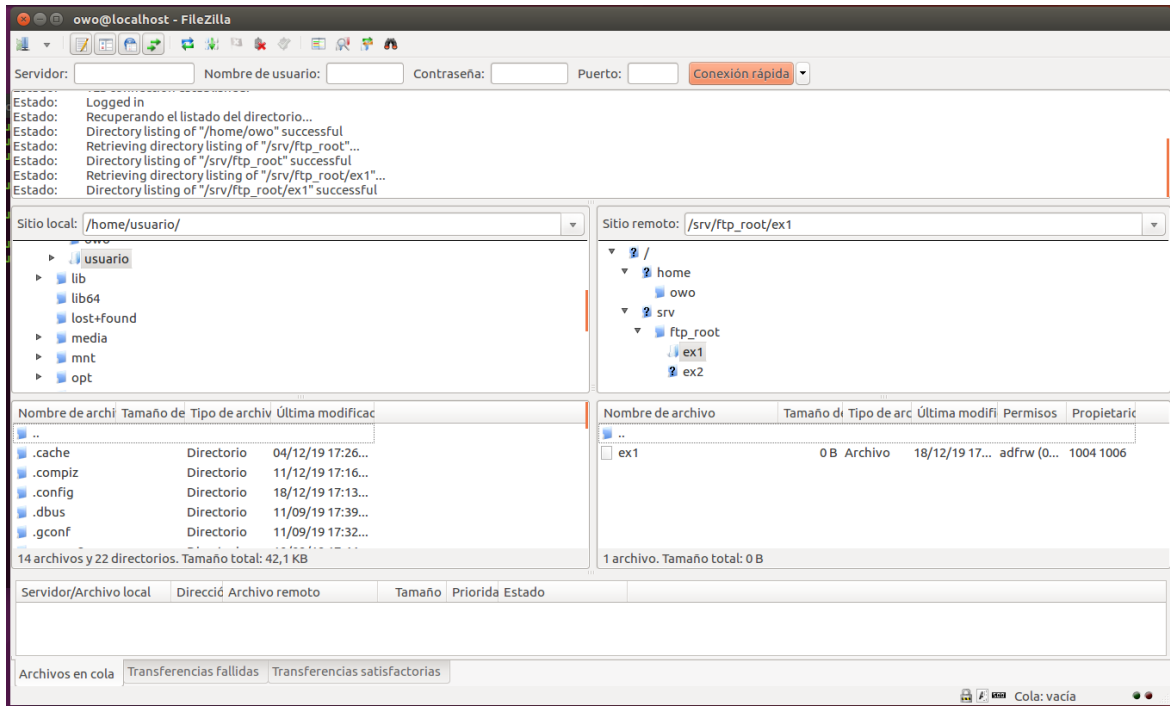 owo@localhost - FileZilla
Servidor: Nombre de usuario: Contraseña: Puerto: Conexión rápida
Estado: Logged in
Estado: Recuperando el listado del directorio...
Estado: Directory listing of "/home/owo" successful
Estado: Retrieving directory listing of "/srv/ftp_root"...
Estado: Directory listing of "/srv/ftp_root" successful
Estado: Retrieving directory listing of "/srv/ftp_root/ex1"...
Estado: Directory listing of "/srv/ftp_root/ex1" successful
Sitio local: /home/usuario/
usuario
lib
lib64
lost+found
media
mnt
opt
Sitio remoto: /srv/ftp_root/ex1
/
home
owo
srv
ftp_root
ex1
ex2
Nombre de archi Tamaño de Tipo de archiv Última modificac
..
.cache Directorio 04/12/19 17:26...
.compiz Directorio 11/12/19 17:16...
.config Directorio 18/12/19 17:13...
.dbus Directorio 11/09/19 17:39...
.gconf Directorio 11/09/19 17:32...
14 archivos y 22 directorios. Tamaño total: 42,1 KB
Nombre de archivo Tamaño de Tipo de arc Última modifi Permisos Propietario
..
ex1 0 B Archivo 18/12/19 17... adfrw (0... 1004 1006
1 archivo. Tamaño total: 0 B
Servidor/Archivo local Direcció Archivo remoto Tamaño Priorida Estado
Archivos en cola Transferencias fallidas Transferencias satisfactorias
Cola: vacía